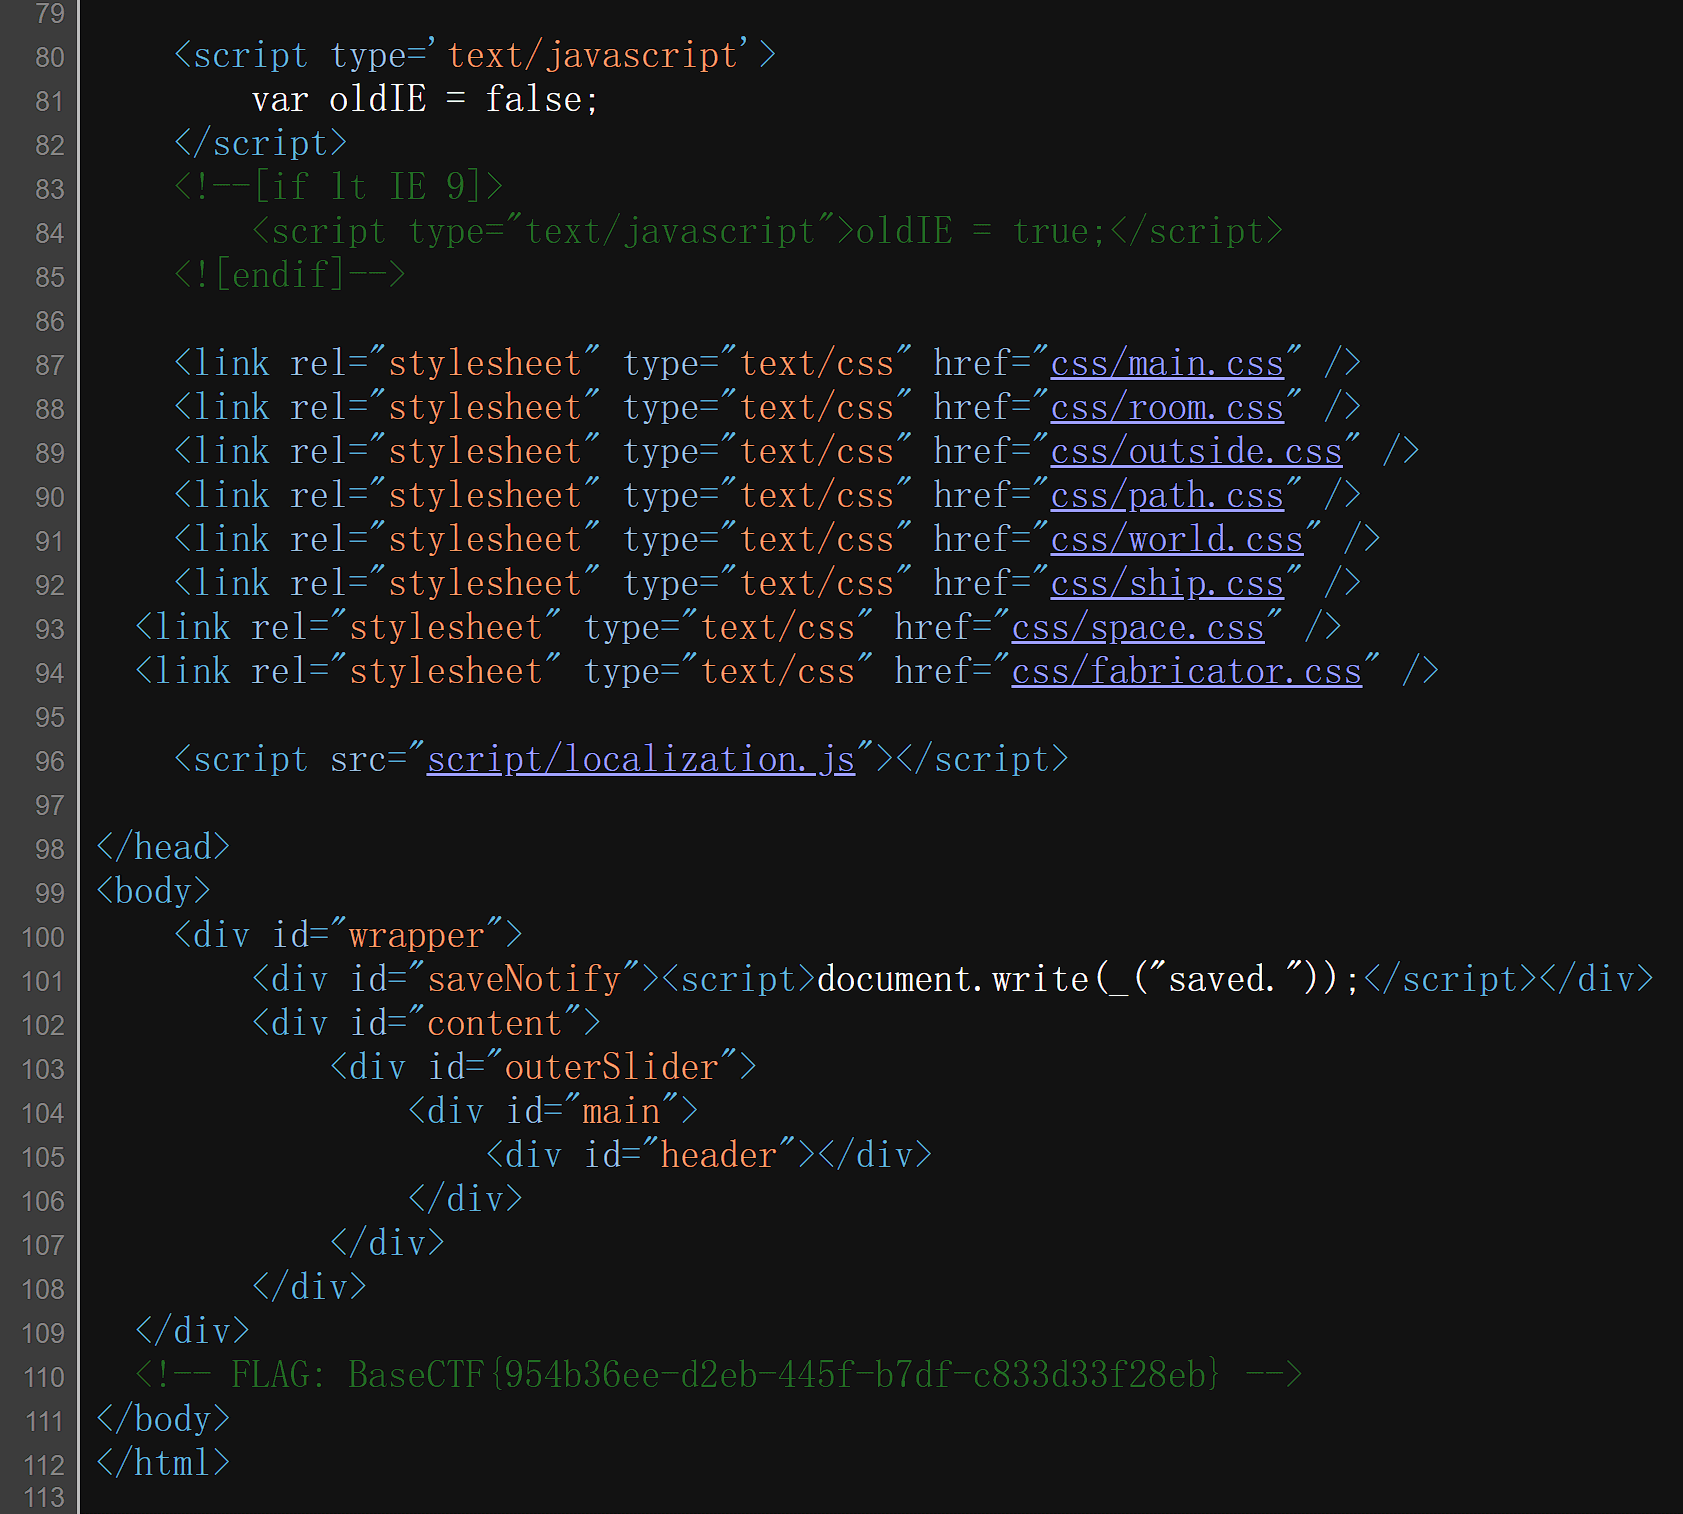 79
80 <script type='text/javascript'>
81 var oldIE = false;
82 </script>
83 <!--[if lt IE 9]>
84 <script type="text/javascript">oldIE = true;</script>
85 <![endif]-->
86
87 <link rel="stylesheet" type="text/css" href="css/main.css" />
88 <link rel="stylesheet" type="text/css" href="css/room.css" />
89 <link rel="stylesheet" type="text/css" href="css/outside.css" />
90 <link rel="stylesheet" type="text/css" href="css/path.css" />
91 <link rel="stylesheet" type="text/css" href="css/world.css" />
92 <link rel="stylesheet" type="text/css" href="css/ship.css" />
93 <link rel="stylesheet" type="text/css" href="css/space.css" />
94 <link rel="stylesheet" type="text/css" href="css/fabricator.css" />
95
96 <script src="script/localization.js"></script>
97
98 </head>
99 <body>
100 <div id="wrapper">
101 <div id="saveNotify"><script>document.write(_("saved."));</script></div>
102 <div id="content">
103 <div id="outerSlider">
104 <div id="main">
105 <div id="header"></div>
106 </div>
107 </div>
108 </div>
109 </div>
110 <!-- FLAG: BaseCTF{954b36ee-d2eb-445f-b7df-c833d33f28eb} -->
111 </body>
112 </html>
113